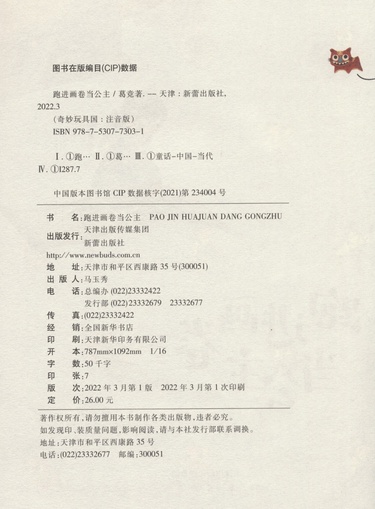 图书在版编目(CIP)数据
跑进画卷当公主 / 葛竞著. — 天津 : 新蕾出版社,
2022.3
(奇妙玩具国 : 注音版)
ISBN 978-7-5307-7303-1
Ⅰ. ①跑… Ⅱ. ①葛… Ⅲ. ①童话-中国-当代
Ⅳ. ①I287.7
中国版本图书馆 CIP 数据核字(2021)第 234004 号
书 名:跑进画卷当公主 PAO JIN HUAJUAN DANG GONGZHU
出版发行:天津出版传媒集团
新蕾出版社
http://www.newbuds.com.cn
地 址:天津市和平区西康路 35 号(300051)
出 版 人:马玉秀
电 话:总编办 (022)23332422
发行部 (022)23332679 23332677
传 真:(022)23332422
经 销:全国新华书店
印 刷:天津新华印务有限公司
开 本:787mm×1092mm 1/16
字 数:50 千字
印 张:7
版 次:2022 年 3 月第 1 版 2022 年 3 月第 1 次印刷
定 价:26.00 元
著作权所有,请勿擅用本书制作各类出版物,违者必究。
如发现印、装质量问题,影响阅读,请与本社发行部联系调换。
地址:天津市和平区西康路 35 号
电话:(022)23332677 邮编:300051